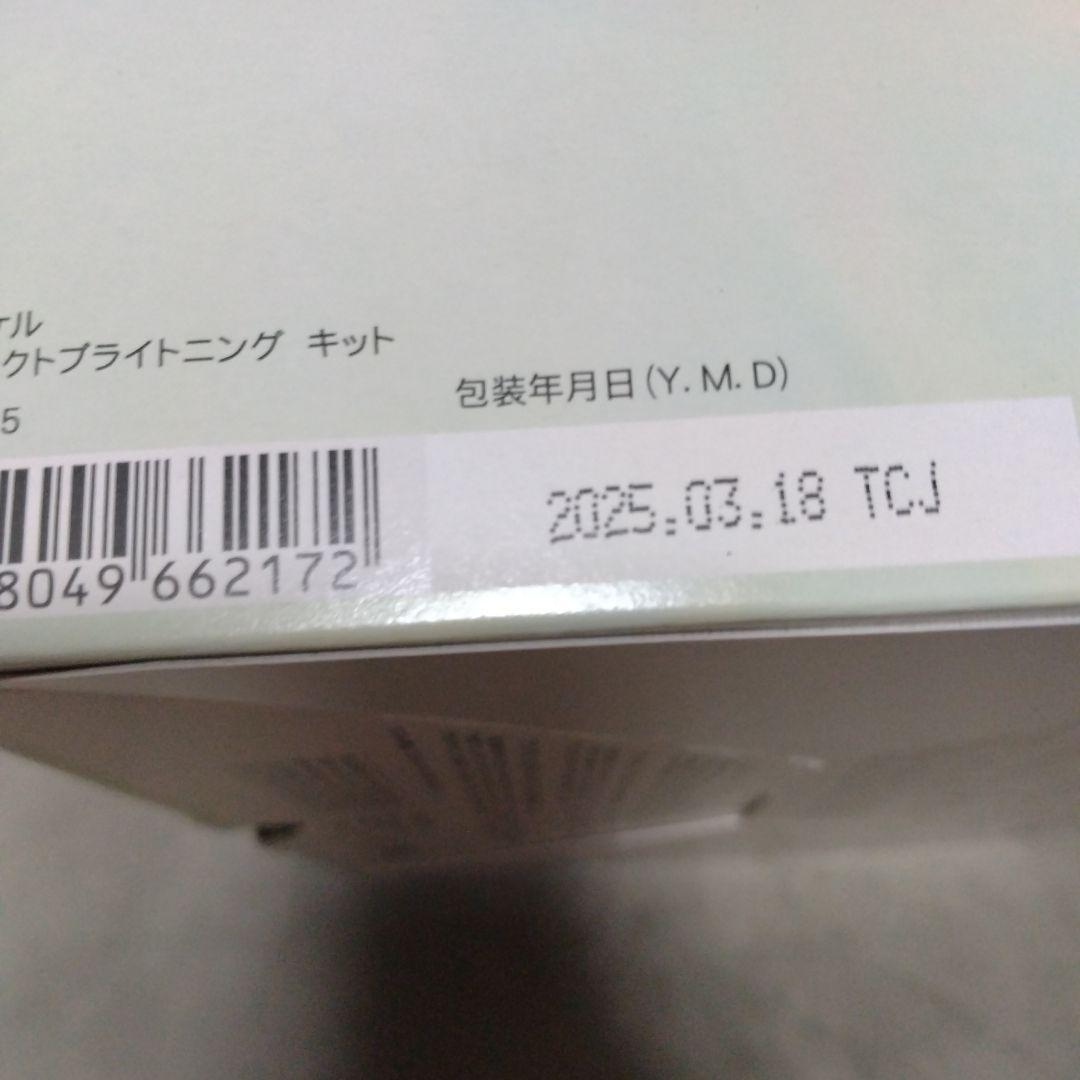 ケル
クトブライトニング キット
5
包装年月日(Y.M.D)
2025.03.18 TCJ
8049 662172